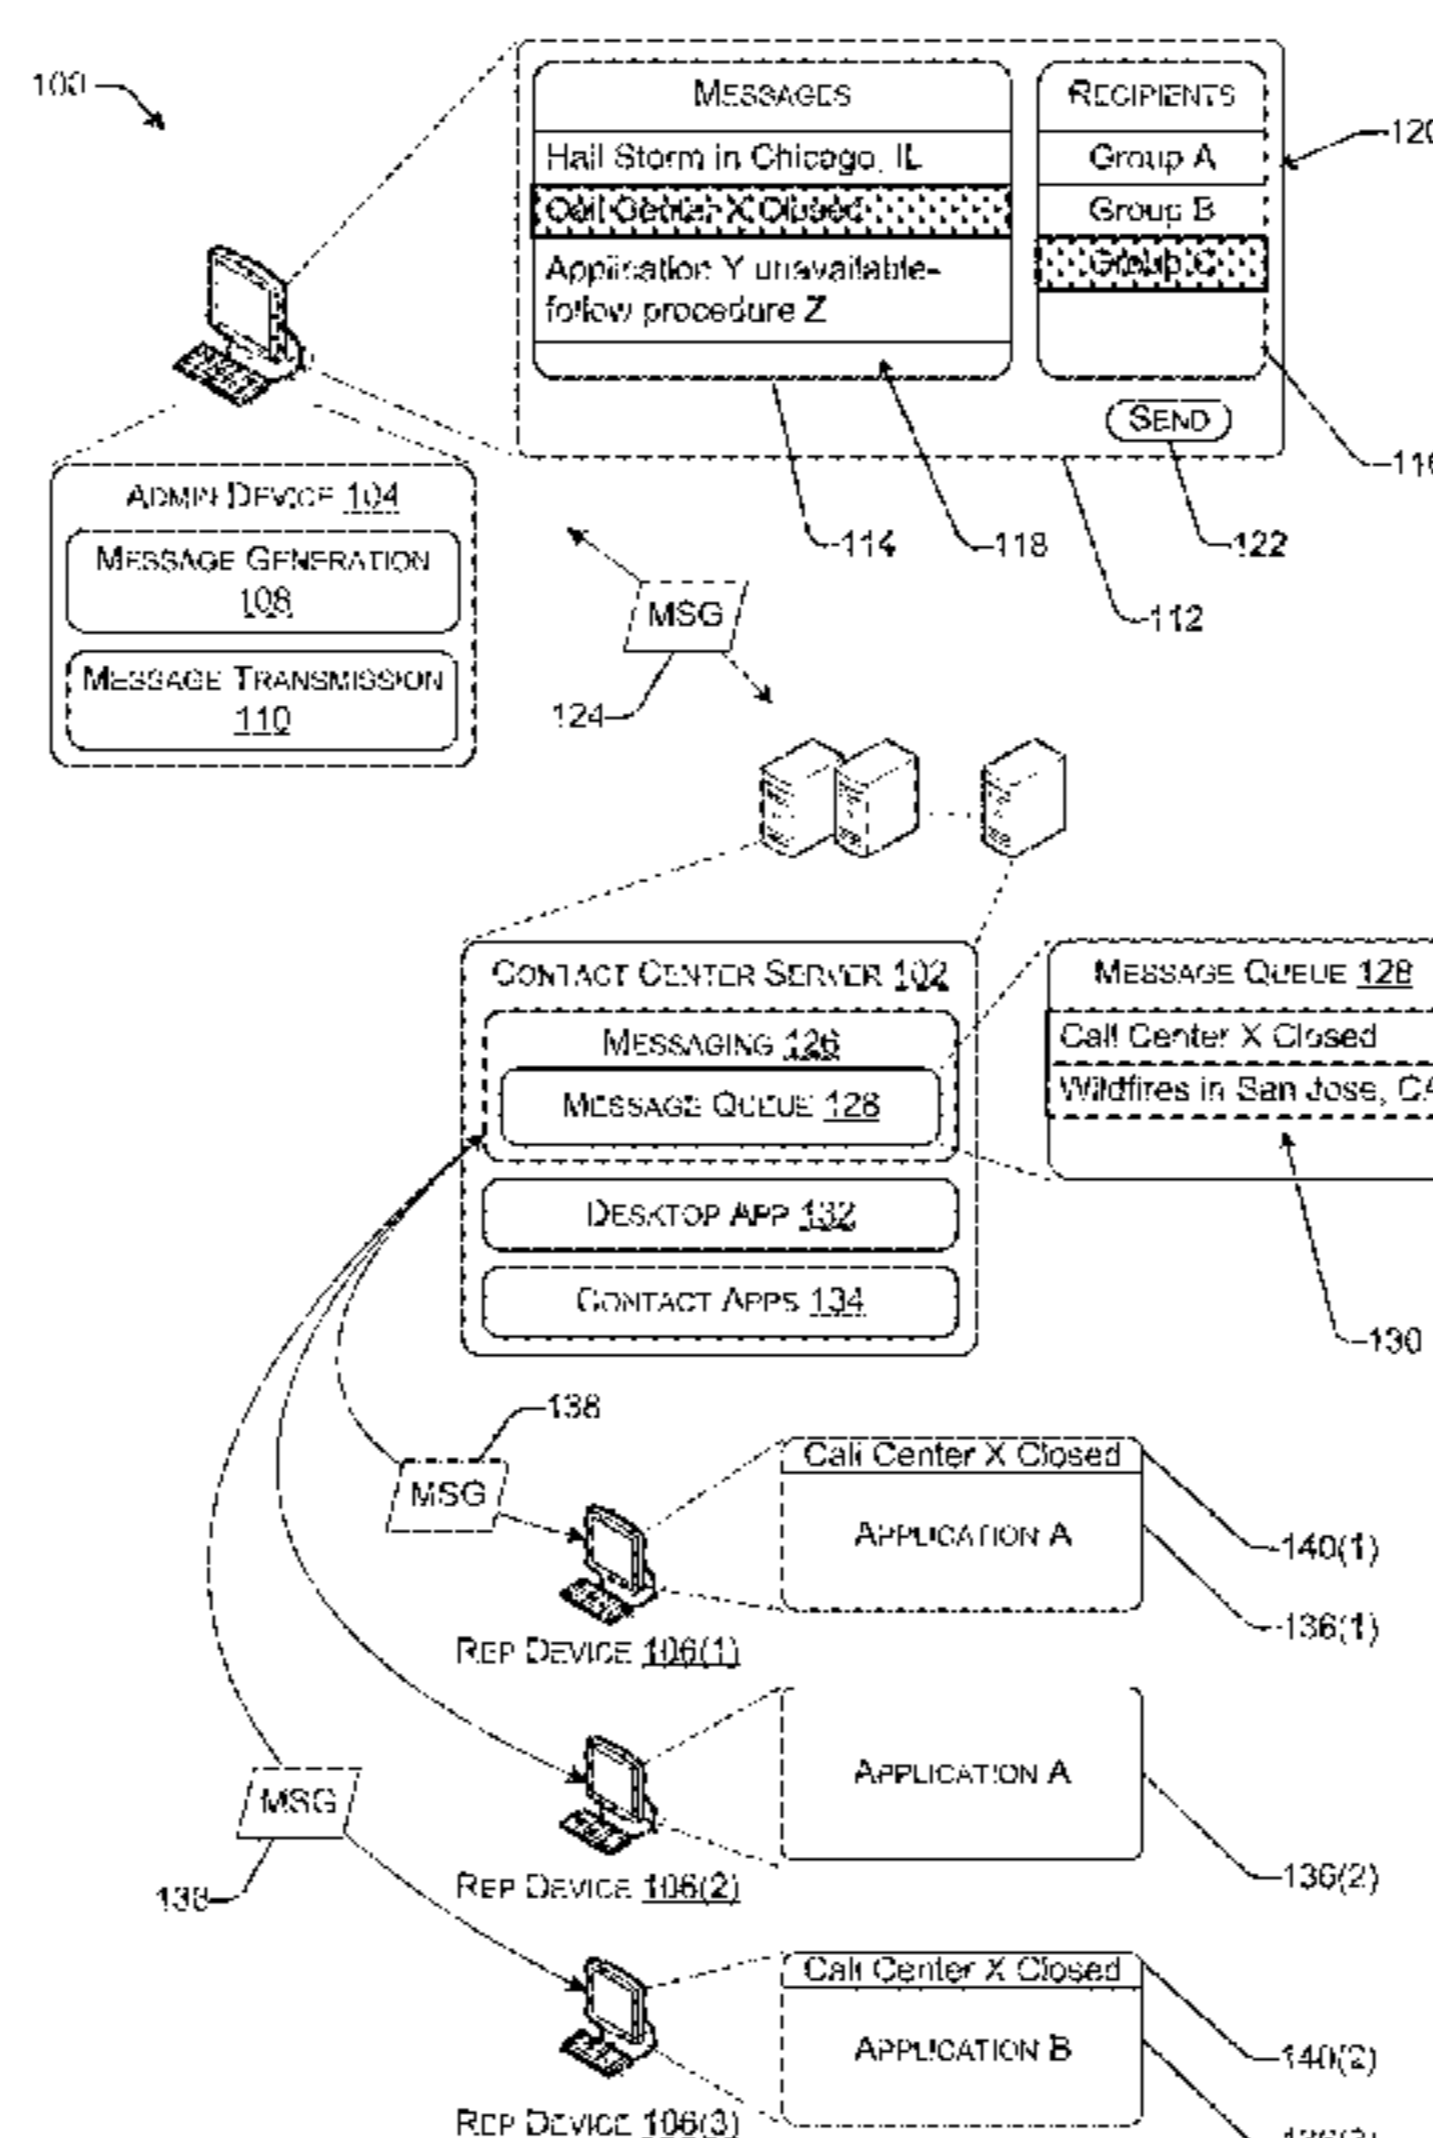 100
MESSAGES
Hail Storm in Chicago, IL
Call Center X Closed
Application Y unavailable-
follow procedure Z
RECIPIENTS
Group A
Group B
Group C
SEND
120
116
114
118
122
112
ADMIN DEVICE 104
MESSAGE GENERATION
108
MESSAGE TRANSMISSION
110
MSG
124
CONTACT CENTER SERVER 102
MESSAGING 126
MESSAGE QUEUE 128
DESKTOP APP 132
CONTACT APPS 134
MESSAGE QUEUE 128
Call Center X Closed
Wildfires in San Jose, CA
130
138
MSG
Call Center X Closed
APPLICATION A
140(1)
136(1)
REP DEVICE 106(1)
APPLICATION A
136(2)
REP DEVICE 106(2)
MSG
138
Call Center X Closed
APPLICATION B
140(2)
136(3)
REP DEVICE 106(3)